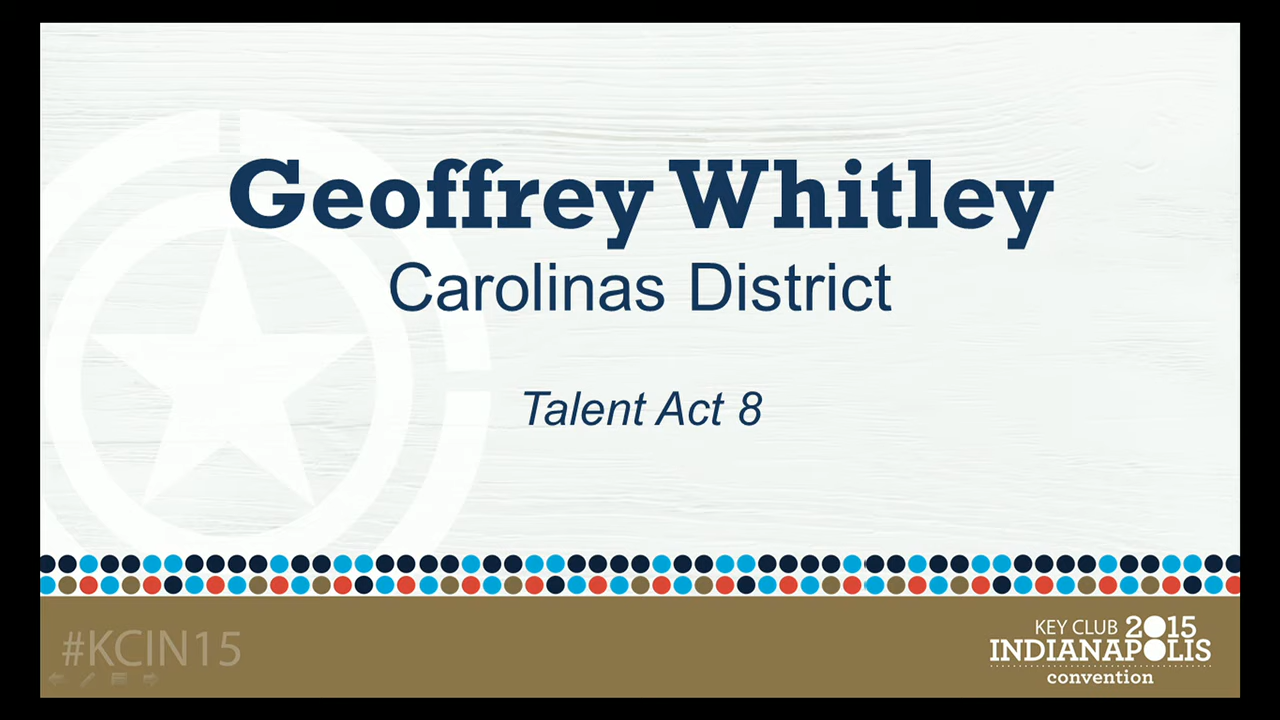 Geoffrey Whitley
Carolinas District
Talent Act 8
#KCIN15
KEY CLUB 2015
INDIANAPOLIS
convention